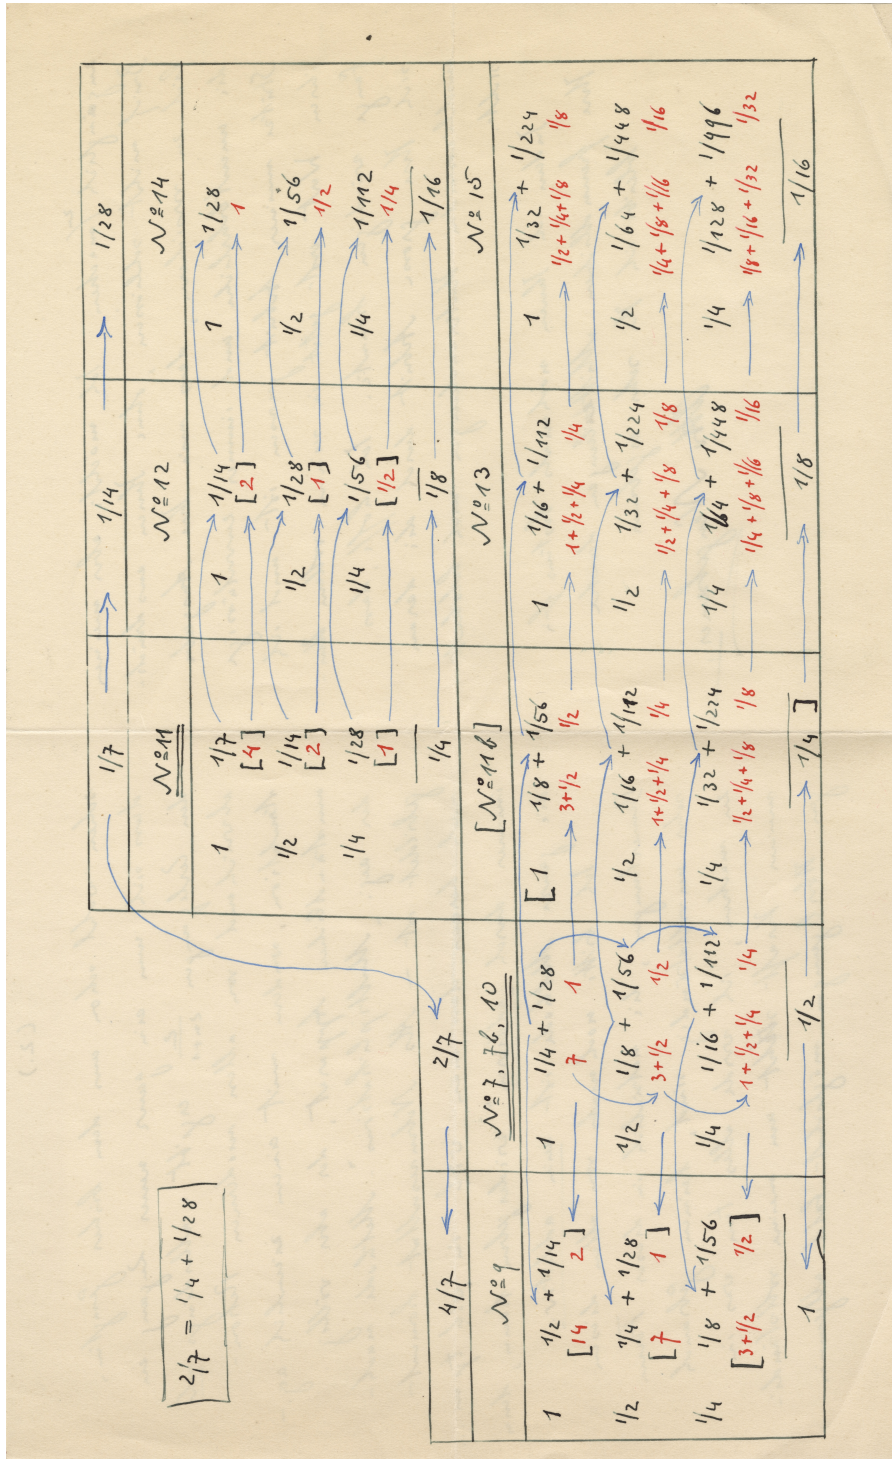 1/7 1/14 1/28
Nº 11 Nº 12 Nº 14
2/7 = 1/4 + 1/28
1 1/7 1 1/14 1 1/28
[4] [2] 1
1/2 1/14 1/2 1/28 1/2 1/56
[2] [1] 1/2
1/4 1/28 1/4 1/56 1/4 1/112
[1] [1/2] 1/4
1/4 1/8 1/16
4/7 2/7
Nº 9 Nº 7, 7b, 10 [Nº 11b] Nº 13 Nº 15
1 1/2 + 1/14 1 1/4 + 1/28 [1 1/8 + 1/56 1 1/16 + 1/112 1 1/32 + 1/224
[14 2] 7 1 3+1/2 1/2 1+1/2+1/4 1/4 1/2+1/4+1/8 1/8
1/2 1/4 + 1/28 1/2 1/8 + 1/56 1/2 1/16 + 1/112 1/2 1/32 + 1/224 1/2 1/64 + 1/448
[7 1] 3+1/2 1/2 1+1/2+1/4 1/4 1/2+1/4+1/8 1/8 1/4+1/8+1/16 1/16
1/4 1/8 + 1/56 1/4 1/16 + 1/112 1/4 1/32 + 1/224 1/4 1/64 + 1/448 1/4 1/128 + 1/496
[3+1/2 1/2] 1+1/2+1/4 1/4 1/2+1/4+1/8 1/8 1/4+1/8+1/16 1/16 1/8+1/16+1/32 1/32
1 1/2 1/4] 1/8 1/16